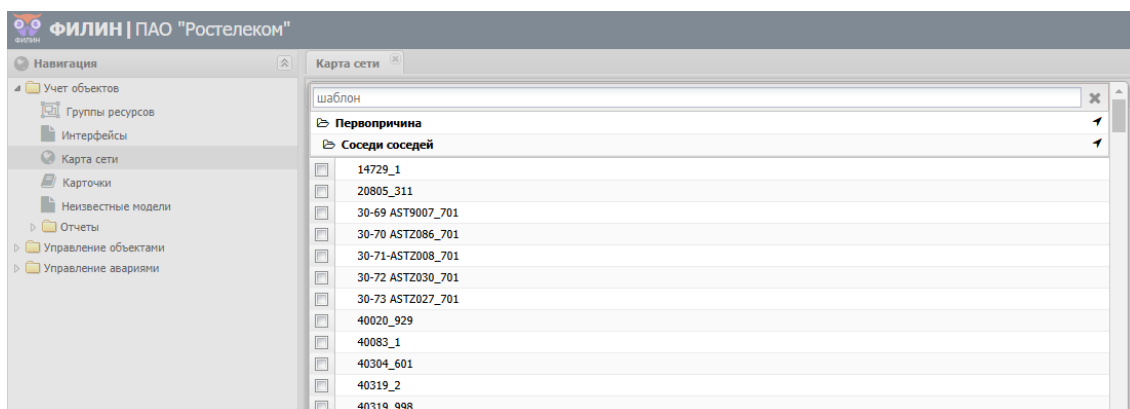 ФИЛИН | ПАО "Ростелеком"
ФИЛИН
Навигация
Учет объектов
Группы ресурсов
Интерфейсы
Карта сети
Карточки
Неизвестные модели
Отчеты
Управление объектами
Управление авариями
Карта сети
шаблон
Первопричина
Соседи соседей
14729_1
20805_311
30-69 AST9007_701
30-70 ASTZ086_701
30-71-ASTZ008_701
30-72 ASTZ030_701
30-73 ASTZ027_701
40020_929
40083_1
40304_601
40319_2
40319_998